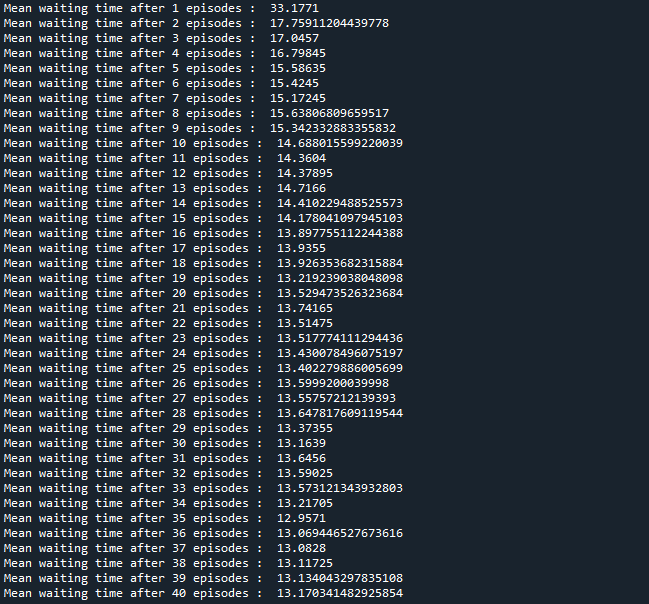 Mean waiting time after 1 episodes :  33.1771
Mean waiting time after 2 episodes :  17.75911204439778
Mean waiting time after 3 episodes :  17.0457
Mean waiting time after 4 episodes :  16.79845
Mean waiting time after 5 episodes :  15.58635
Mean waiting time after 6 episodes :  15.4245
Mean waiting time after 7 episodes :  15.17245
Mean waiting time after 8 episodes :  15.63806809659517
Mean waiting time after 9 episodes :  15.342332883355832
Mean waiting time after 10 episodes :  14.688015599220039
Mean waiting time after 11 episodes :  14.3604
Mean waiting time after 12 episodes :  14.37895
Mean waiting time after 13 episodes :  14.7166
Mean waiting time after 14 episodes :  14.410229488525573
Mean waiting time after 15 episodes :  14.178041097945103
Mean waiting time after 16 episodes :  13.897755112244388
Mean waiting time after 17 episodes :  13.9355
Mean waiting time after 18 episodes :  13.926353682315884
Mean waiting time after 19 episodes :  13.219239038048098
Mean waiting time after 20 episodes :  13.529473526323684
Mean waiting time after 21 episodes :  13.74165
Mean waiting time after 22 episodes :  13.51475
Mean waiting time after 23 episodes :  13.517774111294436
Mean waiting time after 24 episodes :  13.430078496075197
Mean waiting time after 25 episodes :  13.402279886005699
Mean waiting time after 26 episodes :  13.5999200039998
Mean waiting time after 27 episodes :  13.55757212139393
Mean waiting time after 28 episodes :  13.647817609119544
Mean waiting time after 29 episodes :  13.37355
Mean waiting time after 30 episodes :  13.1639
Mean waiting time after 31 episodes :  13.6456
Mean waiting time after 32 episodes :  13.59025
Mean waiting time after 33 episodes :  13.573121343932803
Mean waiting time after 34 episodes :  13.21705
Mean waiting time after 35 episodes :  12.9571
Mean waiting time after 36 episodes :  13.069446527673616
Mean waiting time after 37 episodes :  13.0828
Mean waiting time after 38 episodes :  13.11725
Mean waiting time after 39 episodes :  13.134043297835108
Mean waiting time after 40 episodes :  13.170341482925854